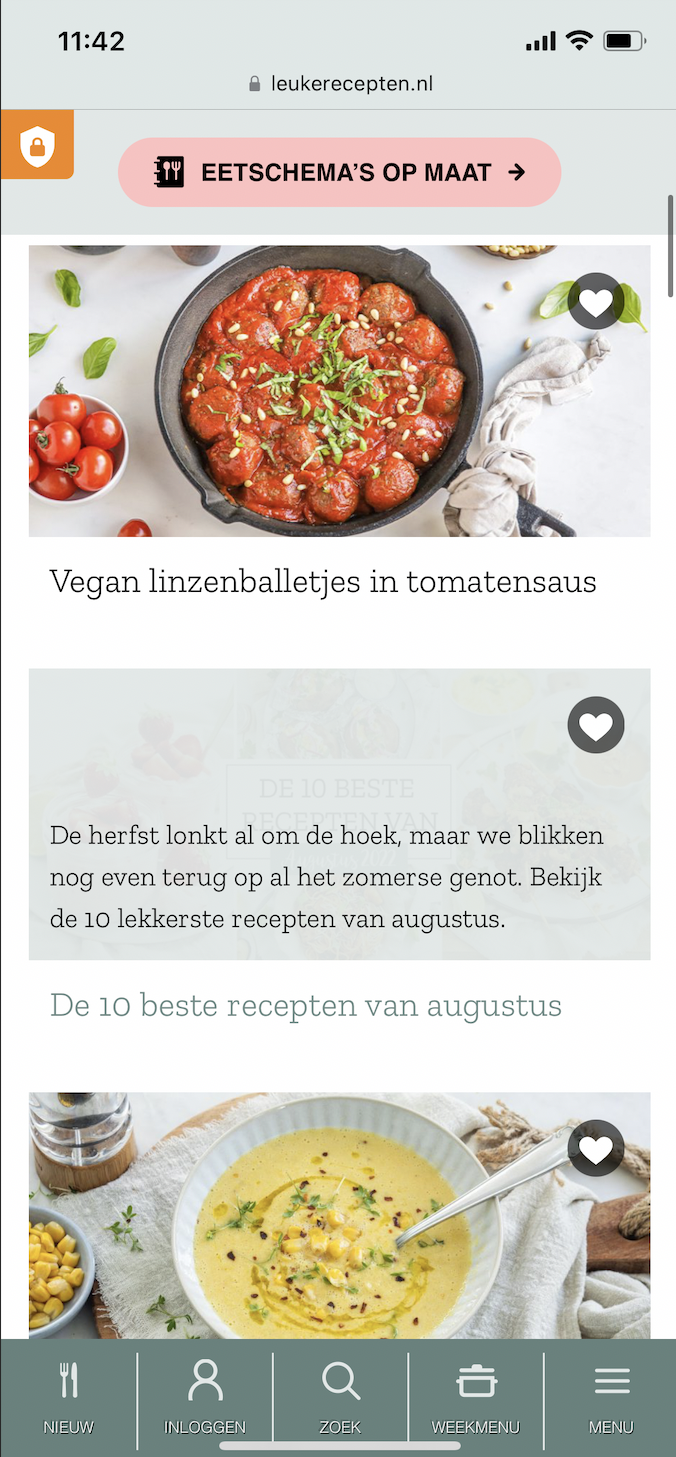 11:42
leukerecepten.nl
EETSCHEMA’S OP MAAT →
Vegan linzenballetjes in tomatensaus
DE 10 BESTE
RECEPTEN VAN
De herfst lonkt al om de hoek, maar we blikken
nog even terug op al het zomerse genot. Bekijk
de 10 lekkerste recepten van augustus.
De 10 beste recepten van augustus
NIEUW INLOGGEN ZOEK WEEKMENU MENU